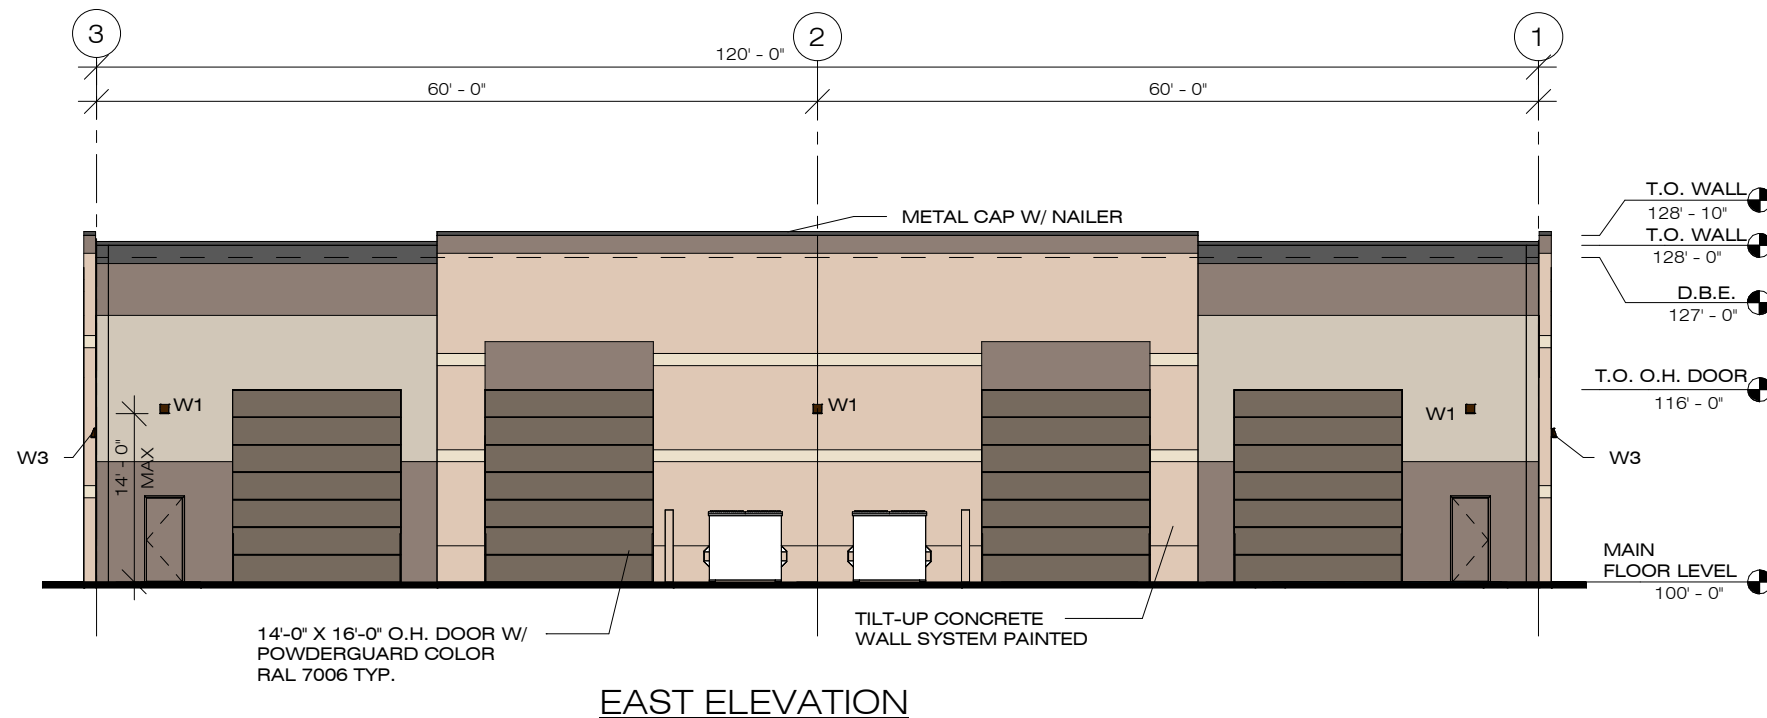 3
2
1
120' - 0"
60' - 0"
60' - 0"
METAL CAP W/ NAILER
T.O. WALL
128' - 10"
T.O. WALL
128' - 0"
D.B.E.
127' - 0"
T.O. O.H. DOOR
116' - 0"
W1
W1
W1
W3
14' - 0"
MAX
W3
MAIN
FLOOR LEVEL
100' - 0"
14'-0" X 16'-0" O.H. DOOR W/
POWDERGUARD COLOR
RAL 7006 TYP.
TILT-UP CONCRETE
WALL SYSTEM PAINTED
EAST ELEVATION